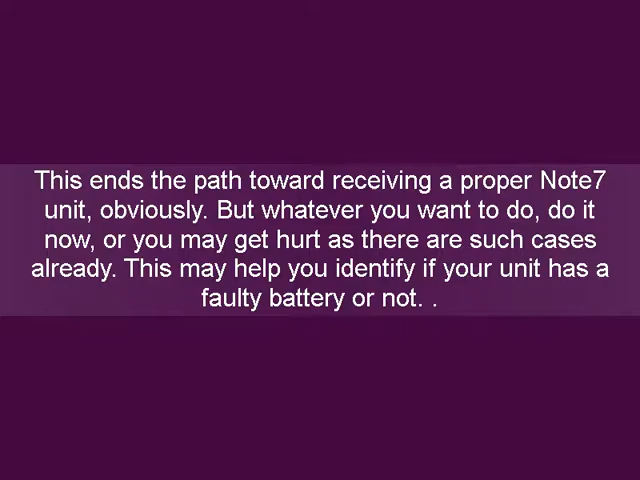 This ends the path toward receiving a proper Note7
unit, obviously. But whatever you want to do, do it
now, or you may get hurt as there are such cases
already. This may help you identify if your unit has a
faulty battery or not. .